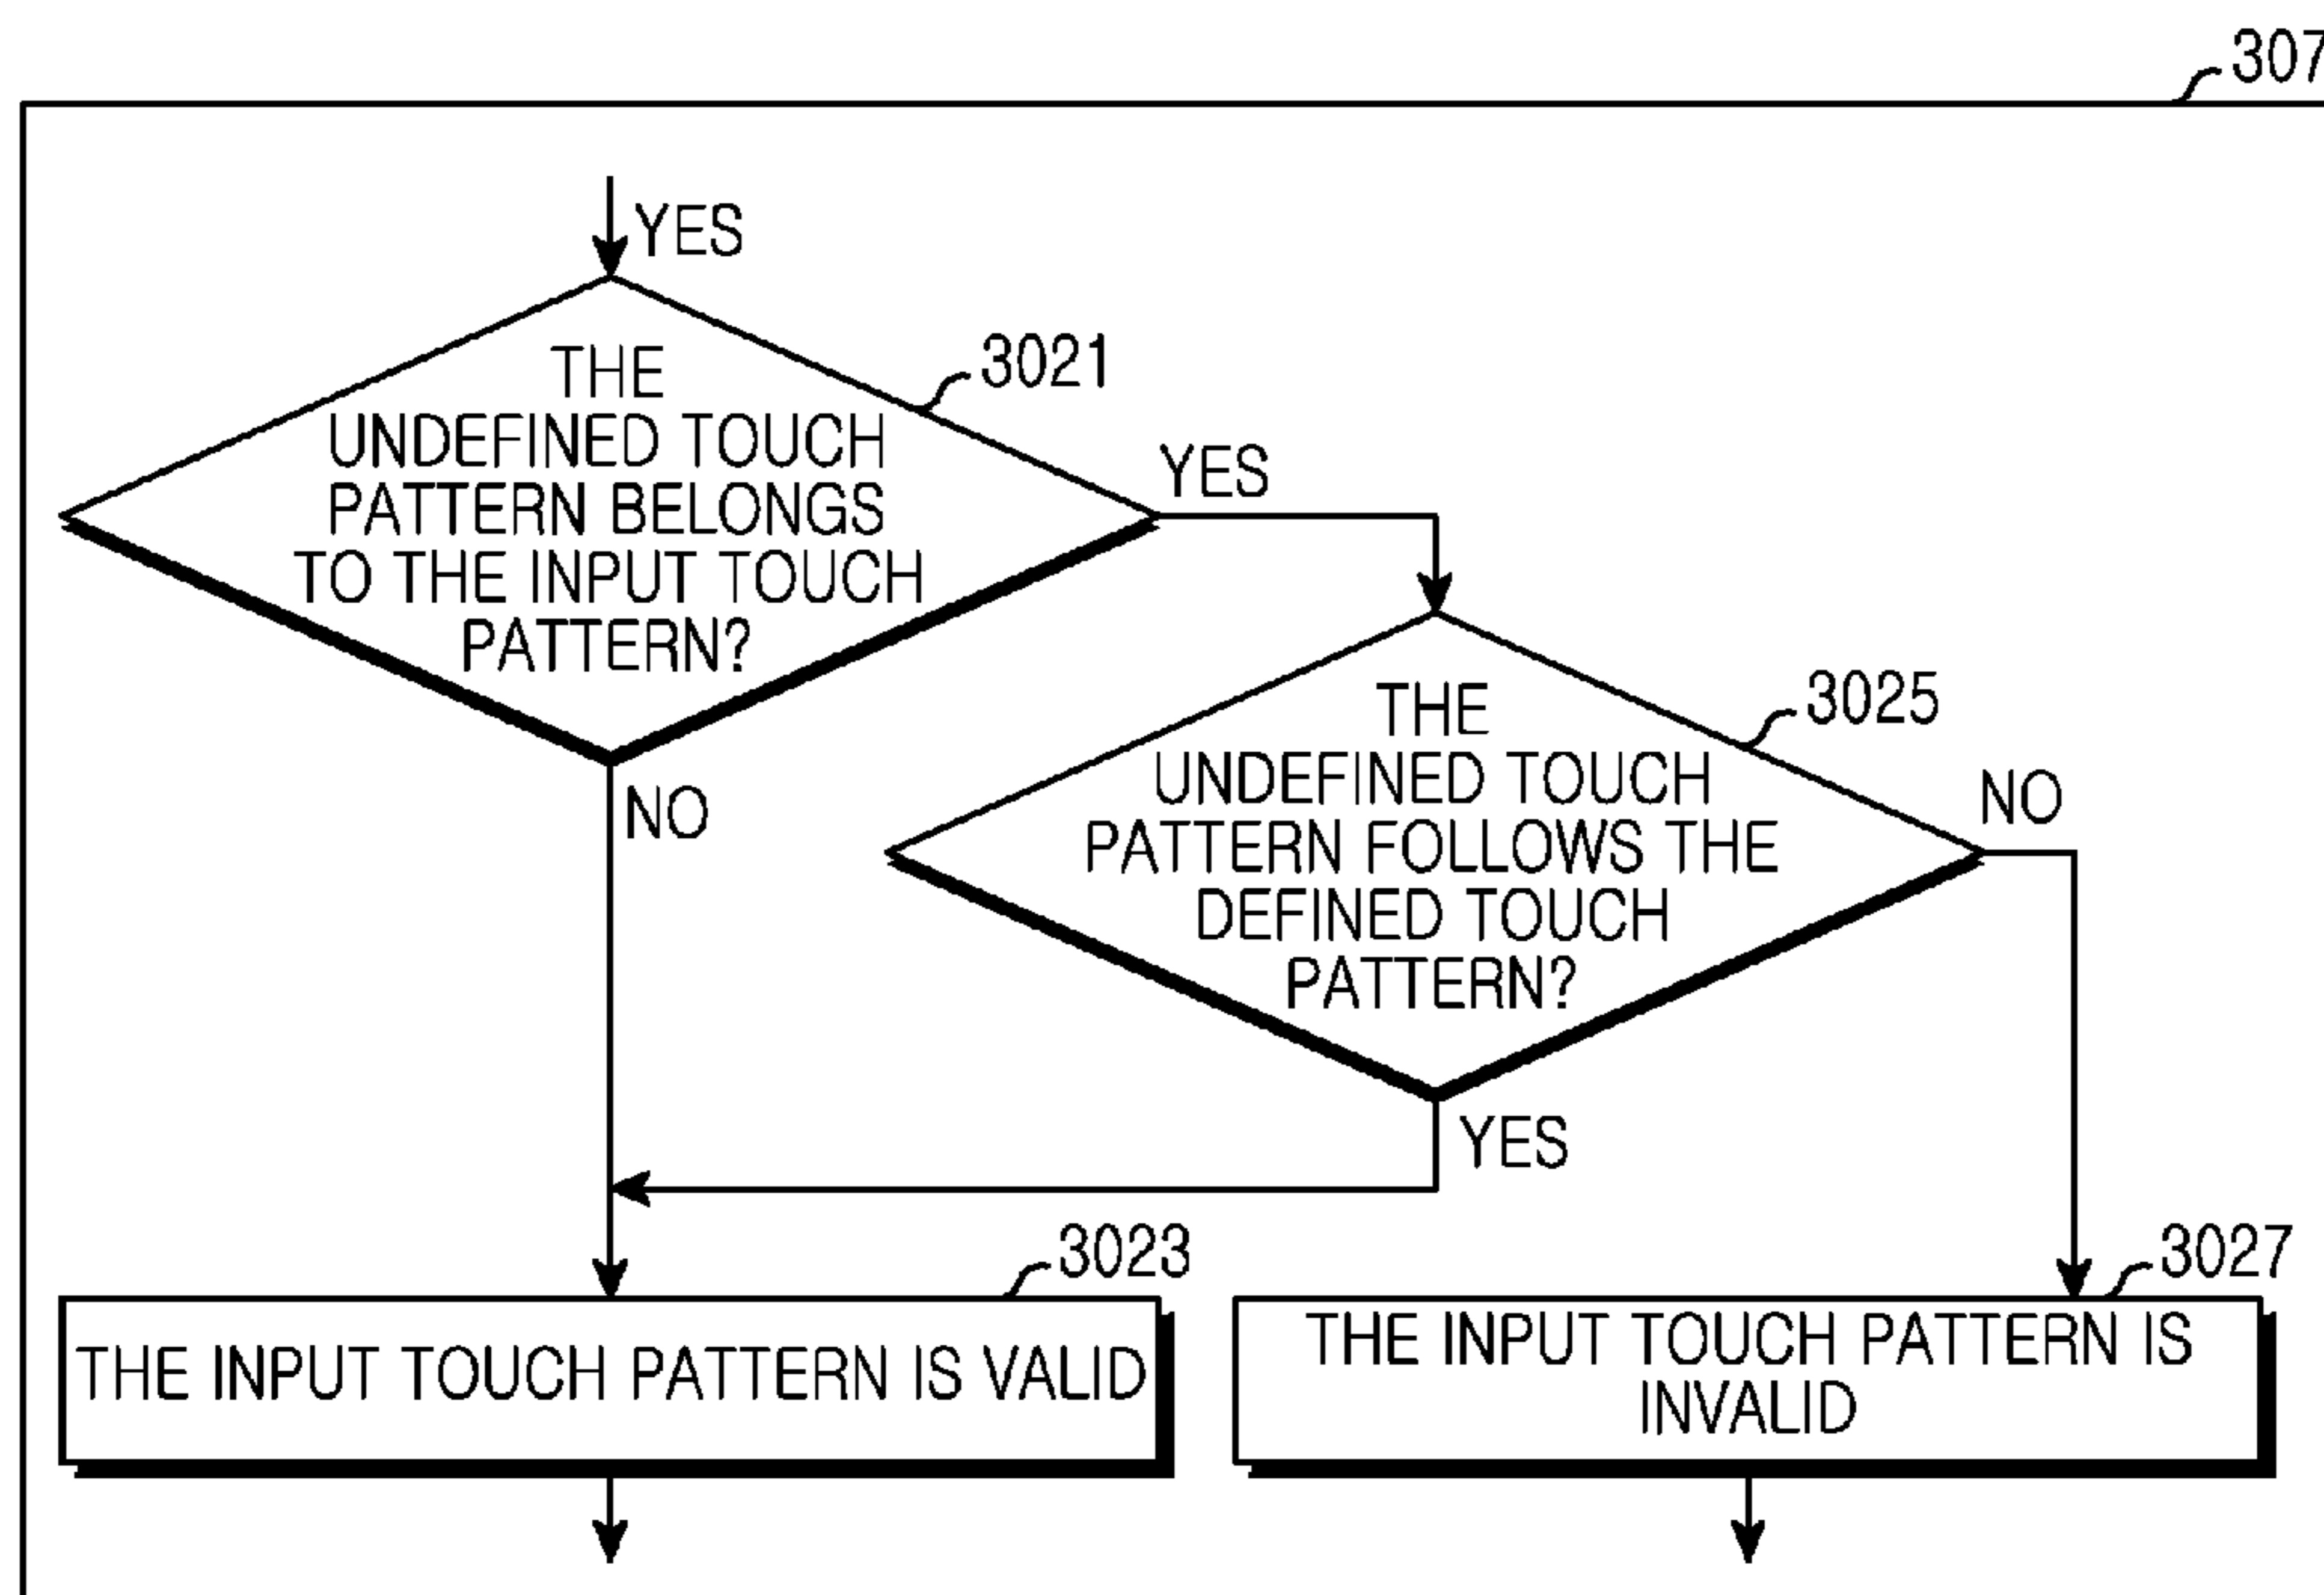 307
YES
3021
THE
UNDEFINED TOUCH
PATTERN BELONGS
TO THE INPUT TOUCH
PATTERN?
YES
NO
3025
THE
UNDEFINED TOUCH
PATTERN FOLLOWS THE
DEFINED TOUCH
PATTERN?
NO
YES
3023
THE INPUT TOUCH PATTERN IS VALID
3027
THE INPUT TOUCH PATTERN IS
INVALID